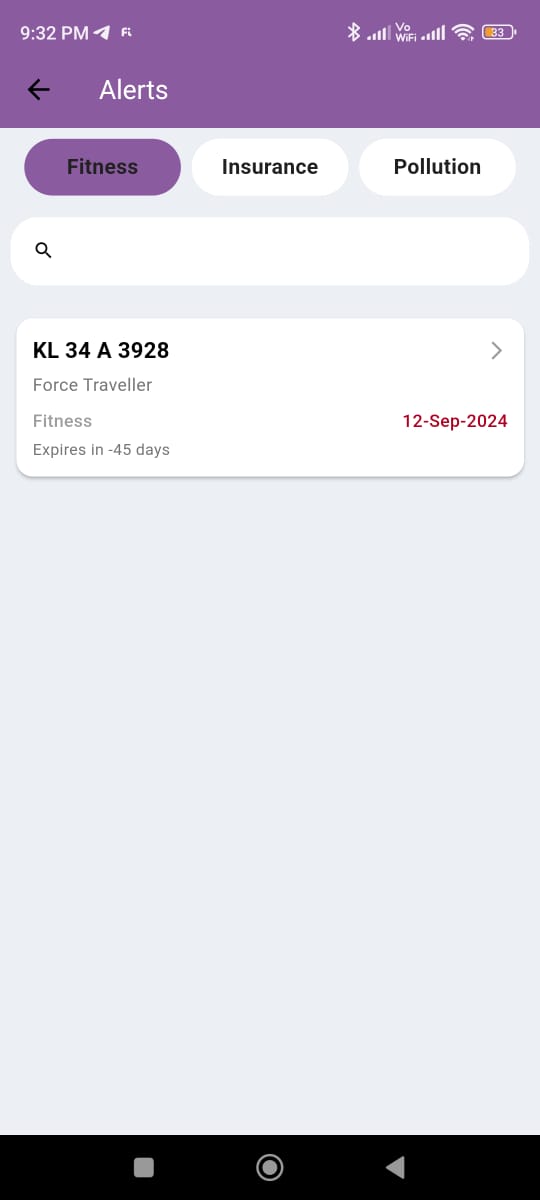 9:32 PM Fi Vo WiFi 33
Alerts
Fitness Insurance Pollution
KL 34 A 3928
Force Traveller
Fitness 12-Sep-2024
Expires in -45 days